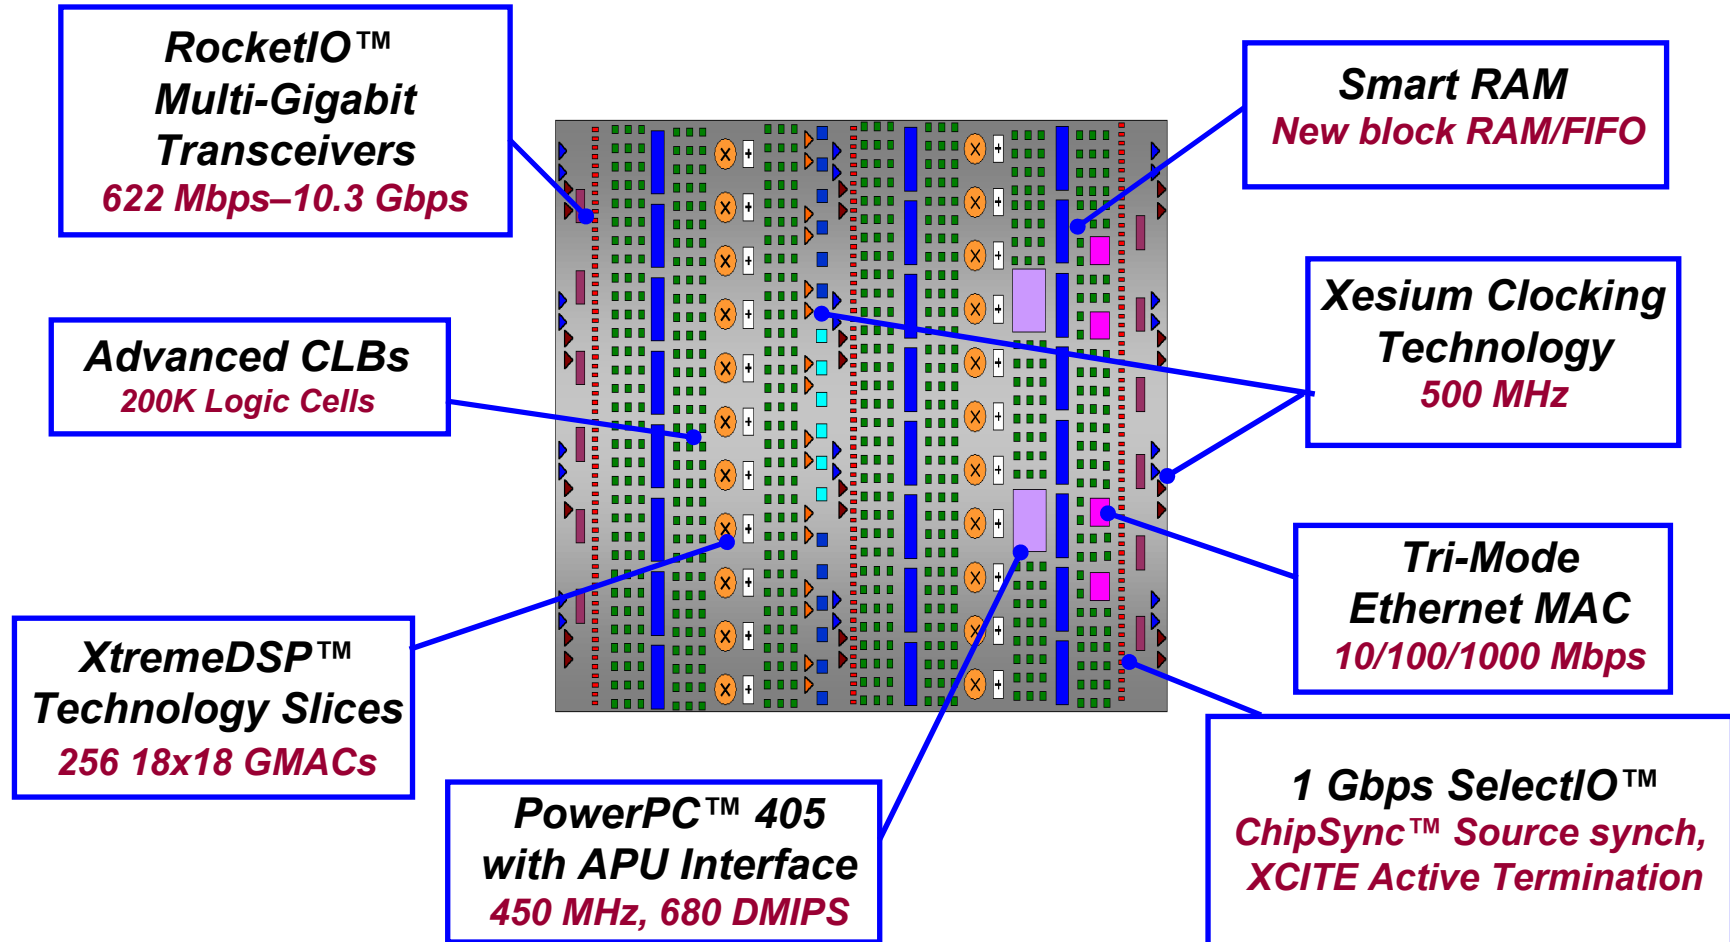 RocketIO™
Multi-Gigabit
Transceivers
622 Mbps–10.3 Gbps
Smart RAM
New block RAM/FIFO
Xesium Clocking
Technology
500 MHz
Advanced CLBs
200K Logic Cells
Tri-Mode
Ethernet MAC
10/100/1000 Mbps
XtremeDSP™
Technology Slices
256 18x18 GMACs
PowerPC™ 405
with APU Interface
450 MHz, 680 DMIPS
1 Gbps SelectIO™
ChipSync™ Source synch,
XCITE Active Termination